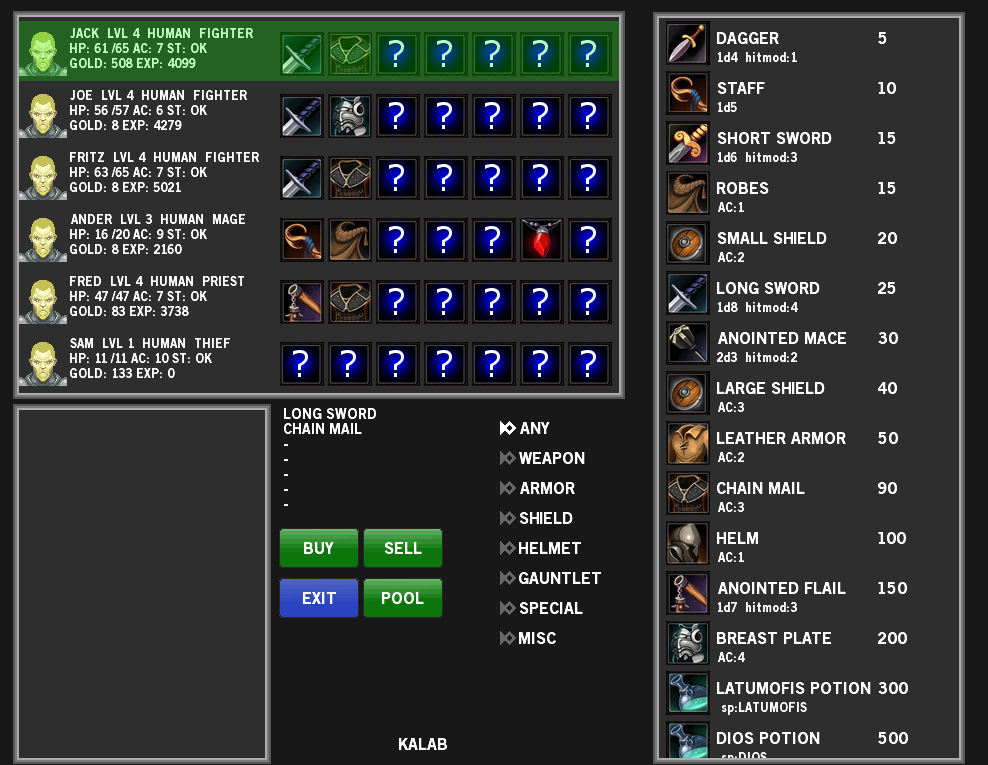 JACK LVL 4 HUMAN FIGHTER
HP: 61 /65 AC: 7 ST: OK
GOLD: 508 EXP: 4099
? ? ? ? ?
JOE LVL 4 HUMAN FIGHTER
HP: 56 /57 AC: 6 ST: OK
GOLD: 8 EXP: 4279
? ? ? ? ?
FRITZ LVL 4 HUMAN FIGHTER
HP: 63 /65 AC: 7 ST: OK
GOLD: 8 EXP: 5021
? ? ? ? ?
ANDER LVL 3 HUMAN MAGE
HP: 16 /20 AC: 9 ST: OK
GOLD: 8 EXP: 2160
? ? ? ?
FRED LVL 4 HUMAN PRIEST
HP: 47 /47 AC: 7 ST: OK
GOLD: 83 EXP: 3738
? ? ? ? ?
SAM LVL 1 HUMAN THIEF
HP: 11 /11 AC: 10 ST: OK
GOLD: 133 EXP: 0
? ? ? ? ? ? ?
LONG SWORD
CHAIN MAIL
-
-
-
-
-
BUY SELL
EXIT POOL
ANY
WEAPON
ARMOR
SHIELD
HELMET
GAUNTLET
SPECIAL
MISC
KALAB
DAGGER 5
1d4 hitmod:1
STAFF 10
1d5
SHORT SWORD 15
1d6 hitmod:3
ROBES 15
AC:1
SMALL SHIELD 20
AC:2
LONG SWORD 25
1d8 hitmod:4
ANOINTED MACE 30
2d3 hitmod:2
LARGE SHIELD 40
AC:3
LEATHER ARMOR 50
AC:2
CHAIN MAIL 90
AC:3
HELM 100
AC:1
ANOINTED FLAIL 150
1d7 hitmod:3
BREAST PLATE 200
AC:4
LATUMOFIS POTION 300
sp:LATUMOFIS
DIOS POTION 500
sp:DIOS